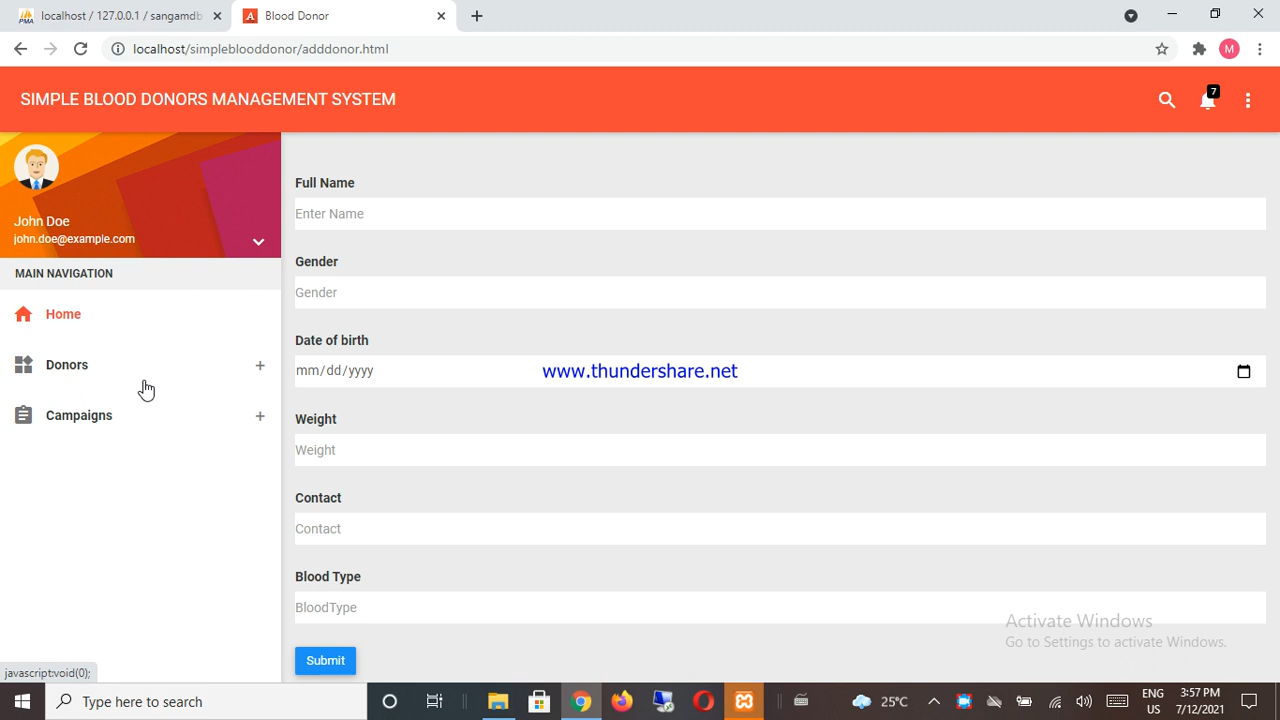 localhost / 127.0.0.1 / sangamdb
Blood Donor
localhost/simpleblooddonor/adddonor.html
M
SIMPLE BLOOD DONORS MANAGEMENT SYSTEM
7
John Doe
john.doe@example.com
MAIN NAVIGATION
Home
Donors
Campaigns
Full Name
Enter Name
Gender
Gender
Date of birth
mm/dd/yyyy
www.thundershare.net
Weight
Weight
Contact
Contact
Blood Type
BloodType
Submit
Activate Windows
Go to Settings to activate Windows.
javascript:void(0);
Type here to search
25°C
ENG
US
3:57 PM
7/12/2021